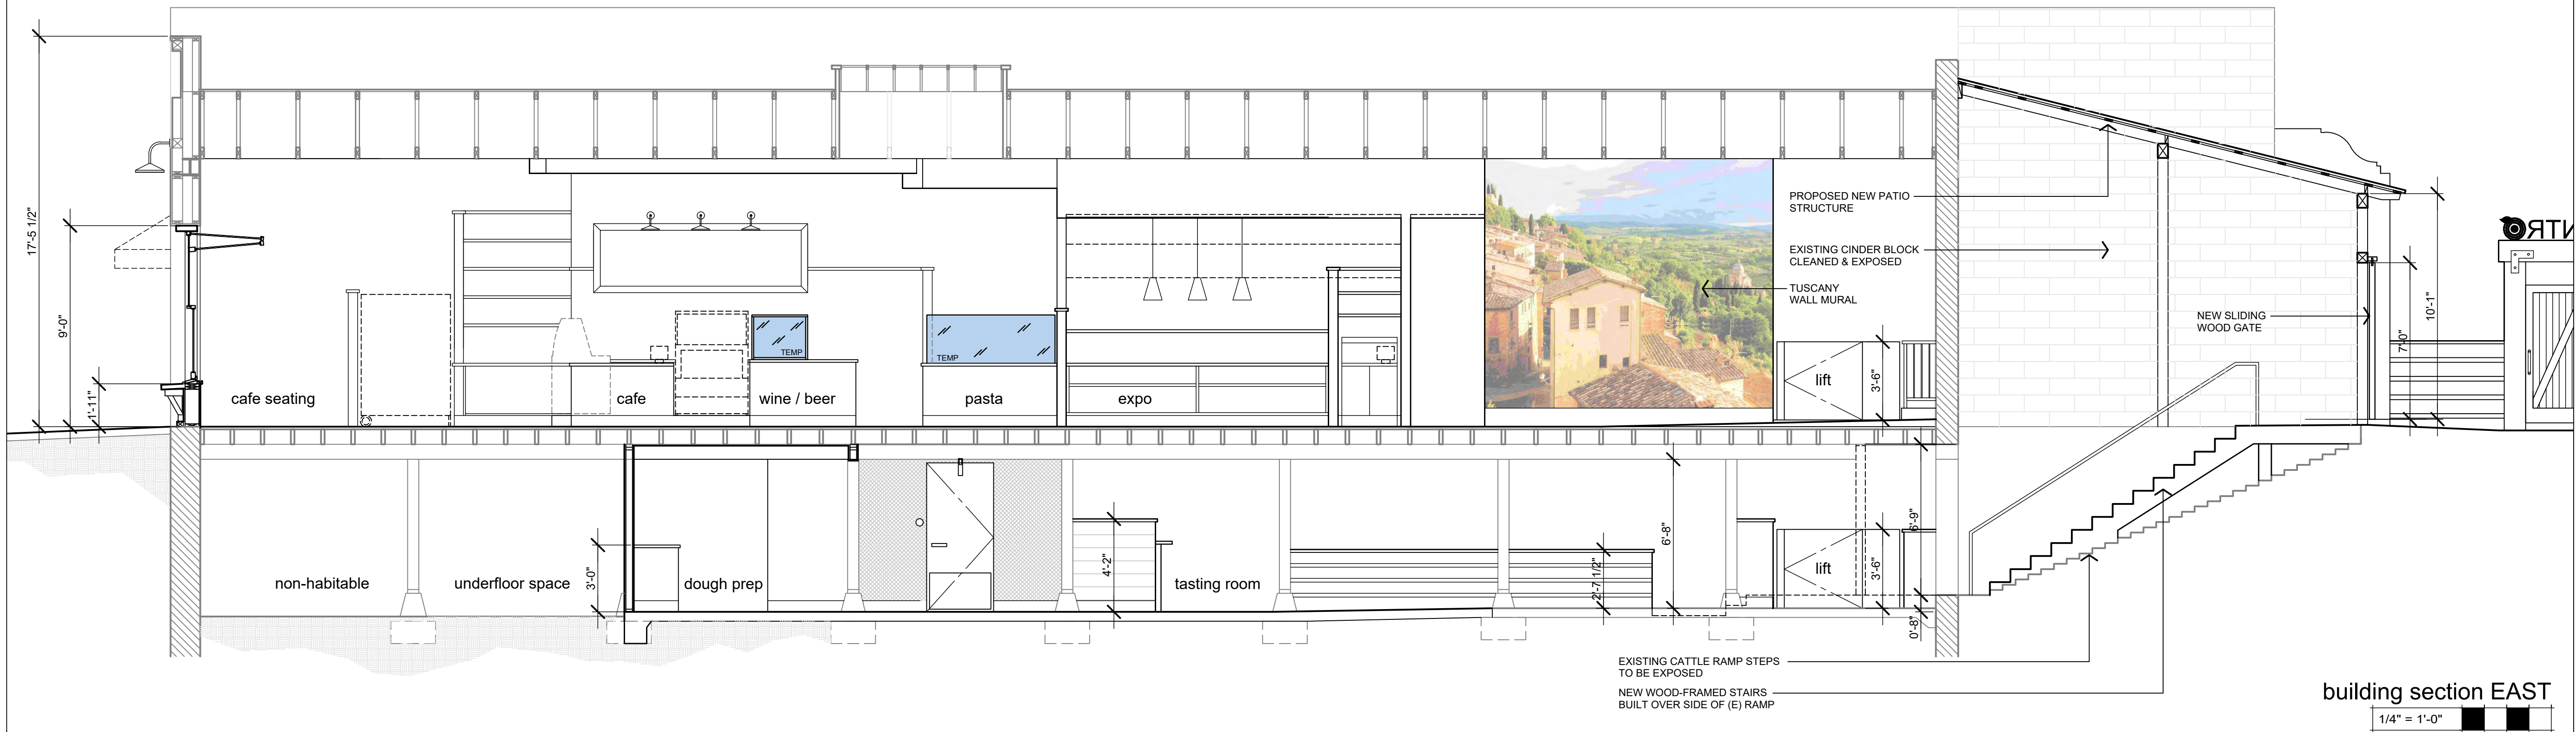 17'-5 1/2"
9'-0"
1'-11"
PROPOSED NEW PATIO
STRUCTURE
EXISTING CINDER BLOCK
CLEANED & EXPOSED
TUSCANY
WALL MURAL
NEW SLIDING
WOOD GATE
10'-1"
7'-0"
TEMP
TEMP
cafe seating
cafe
wine / beer
pasta
expo
lift
3'-6"
non-habitable
underfloor space
3'-0"
dough prep
4'-2"
tasting room
2'-7 1/2"
6'-8"
lift
3'-6"
6'-9"
0'-8"
EXISTING CATTLE RAMP STEPS
TO BE EXPOSED
NEW WOOD-FRAMED STAIRS
BUILT OVER SIDE OF (E) RAMP
building section EAST
1/4" = 1'-0"